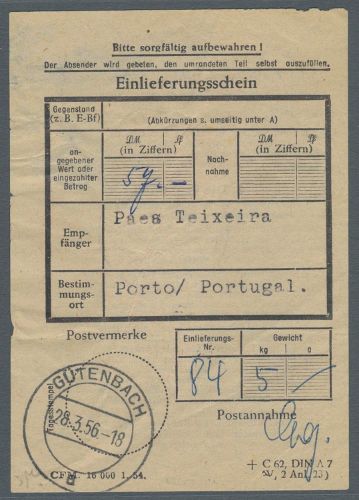 Bitte sorgfältig aufbewahren !
Der Absender wird gebeten, den umrandeten Teil selbst auszufüllen.
Einlieferungsschein
Gegenstand
(z. B. E-Bf)
(Abkürzungen s. umseitig unter A)
an-
gegebener
Wert oder
eingezahlter
Betrag
DM Pf
(in Ziffern)
Nach-
nahme
DM Pf
(in Ziffern)
Emp-
fänger
Paes Teixeira
Bestim-
mungs-
ort
Porto/ Portugal.
Postvermerke
Einlieferungs-
Nr.
Gewicht
kg g
84
5 —
Tagesstempel
GÜTENBACH
28.3.56.-18
a
Postannahme
CFM. 16 000 1. 54.
+ C 62, DIN A 7